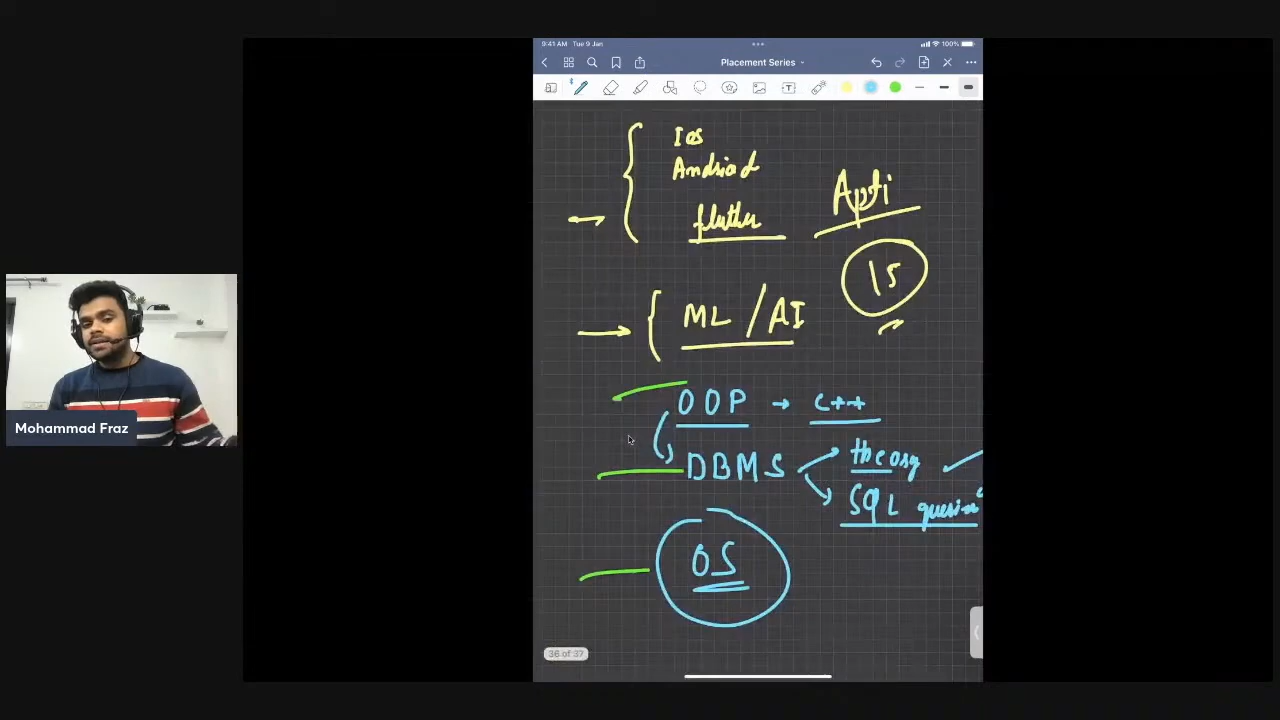 9:41 AM Tue 9 Jan
100%
Placement Series
Ios
Android
flutter
Apti
15
ML / AI
OOP → C++
DBMS
theory
SQL
OS
36 of 37
Mohammad Fraz